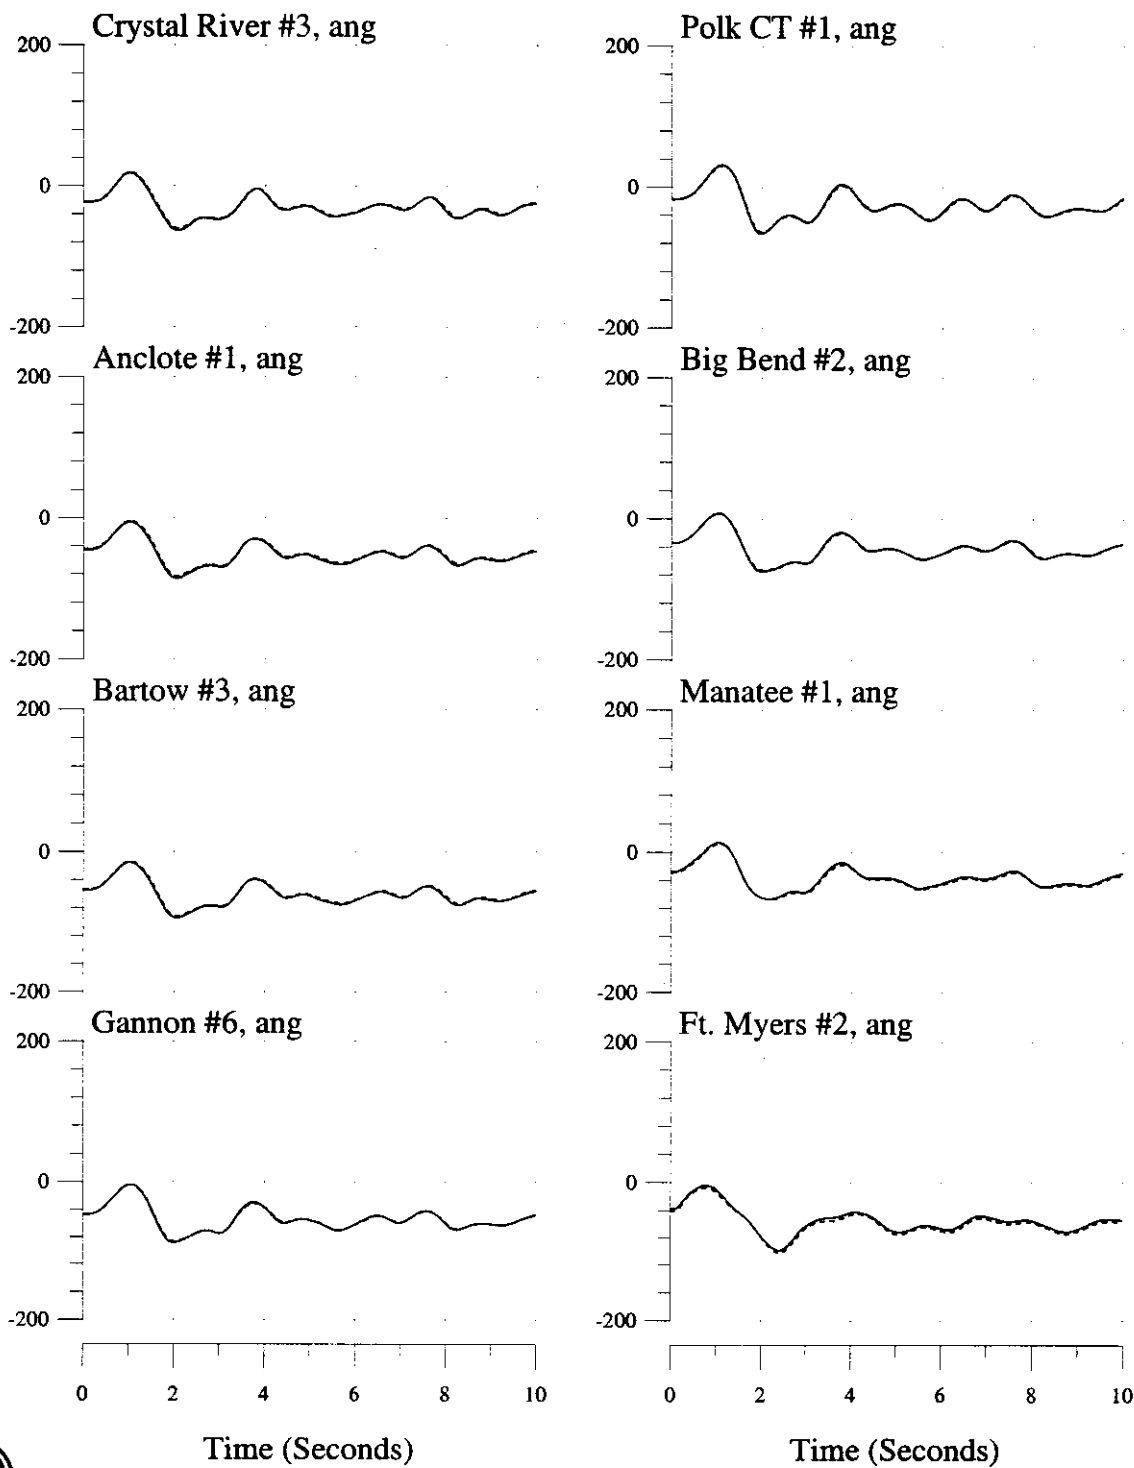 Crystal River #3, ang
200
0
-200
Anclote #1, ang
200
0
-200
Bartow #3, ang
200
0
-200
Gannon #6, ang
200
0
-200
0 2 4 6 8 10
Time (Seconds)
Polk CT #1, ang
200
0
-200
Big Bend #2, ang
200
0
-200
Manatee #1, ang
200
0
-200
Ft. Myers #2, ang
200
0
-200
0 2 4 6 8 10
Time (Seconds)